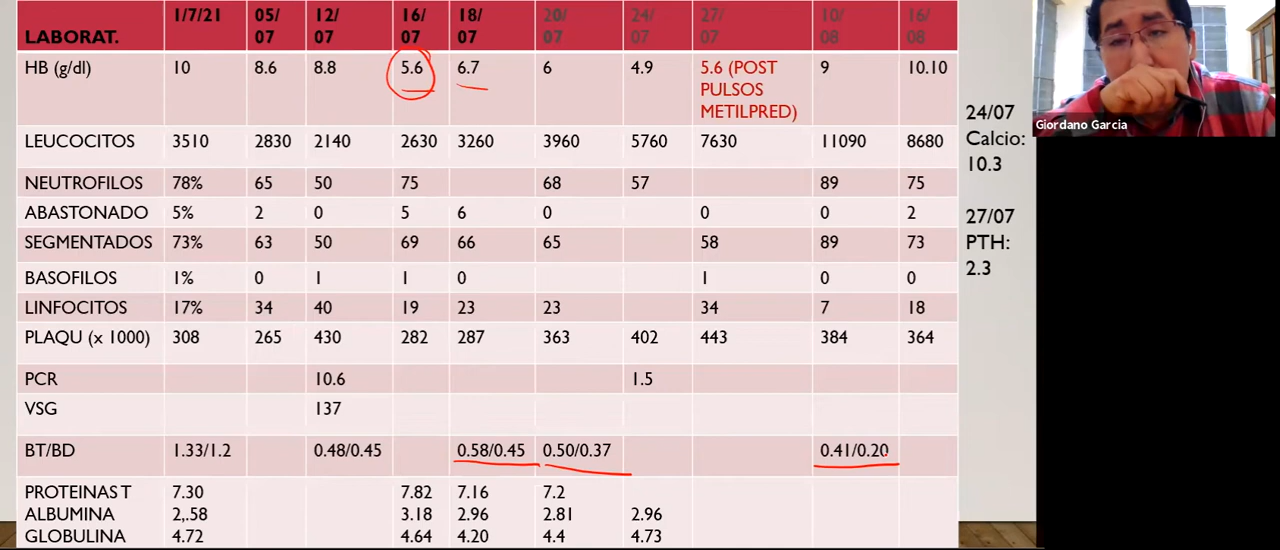 LABORAT. 1/7/21 05/07 12/07 16/07 18/07 20/07 24/07 27/07 10/08 16/08
HB (g/dl) 10 8.6 8.8 5.6 6.7 6 4.9 5.6 (POST PULSOS METILPRED) 9 10.10
LEUCOCITOS 3510 2830 2140 2630 3260 3960 5760 7630 11090 8680
NEUTROFILOS 78% 65 50 75 68 57 89 75
ABASTONADO 5% 2 0 5 6 0 0 0 2
SEGMENTADOS 73% 63 50 69 66 65 58 89 73
BASOFILOS 1% 0 1 1 0 1 0 0
LINFOCITOS 17% 34 40 19 23 23 34 7 18
PLAQU (x 1000) 308 265 430 282 287 363 402 443 384 364
PCR 10.6 1.5
VSG 137
BT/BD 1.33/1.2 0.48/0.45 0.58/0.45 0.50/0.37 0.41/0.20
PROTEINAS T 7.30 7.82 7.16 7.2
ALBUMINA 2,.58 3.18 2.96 2.81 2.96
GLOBULINA 4.72 4.64 4.20 4.4 4.73
24/07
Calcio:
10.3
27/07
PTH:
2.3
Giordano Garcia